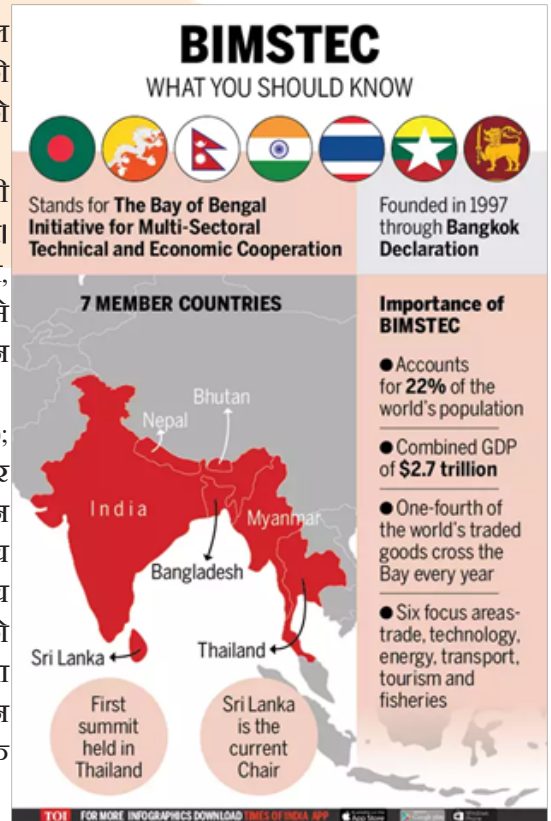 BIMSTEC
WHAT YOU SHOULD KNOW
Stands for The Bay of Bengal
Initiative for Multi-Sectoral
Technical and Economic Cooperation
Founded in 1997
through Bangkok
Declaration
7 MEMBER COUNTRIES
Bhutan
Nepal
India
Myanmar
Bangladesh
Sri Lanka
Thailand
First
summit
held in
Thailand
Sri Lanka
is the
current
Chair
Importance of
BIMSTEC
● Accounts
for 22% of the
world's population
● Combined GDP
of $2.7 trillion
● One-fourth of
the world's traded
goods cross the
Bay every year
● Six focus areas-
trade, technology,
energy, transport,
tourism and
fisheries
TOI FOR MORE INFOGRAPHICS DOWNLOAD TIMES OF INDIA APP